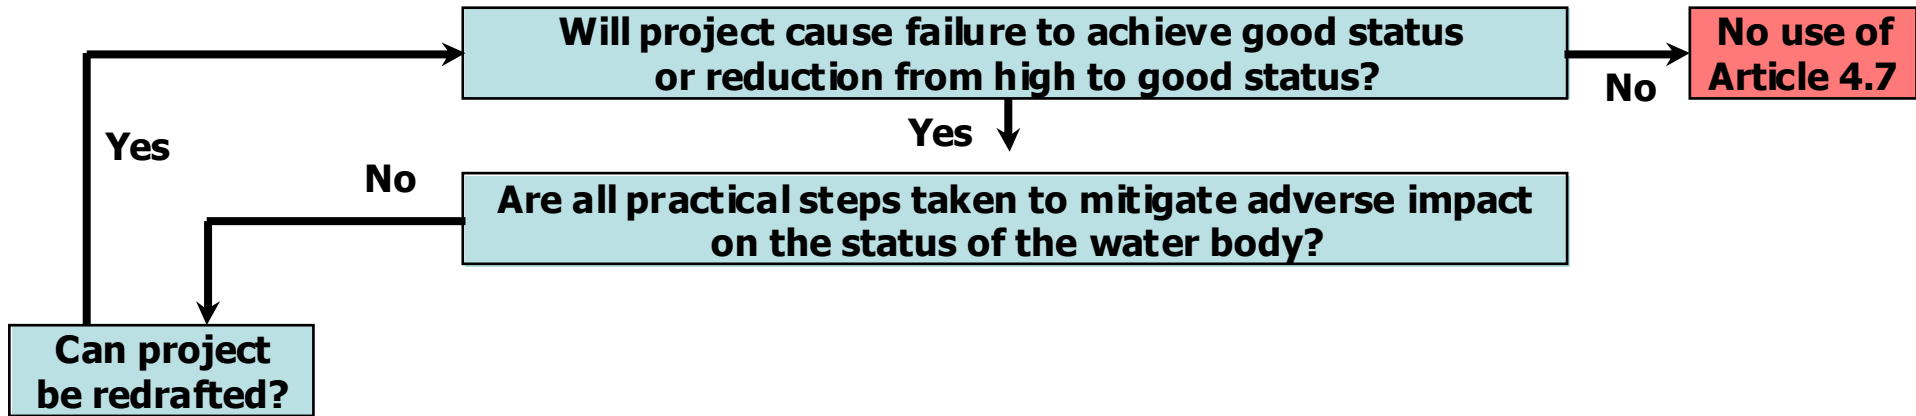 Will project cause failure to achieve good status
or reduction from high to good status?
No use of
Article 4.7
No
Yes
Yes
No
Are all practical steps taken to mitigate adverse impact
on the status of the water body?
Can project
be redrafted?